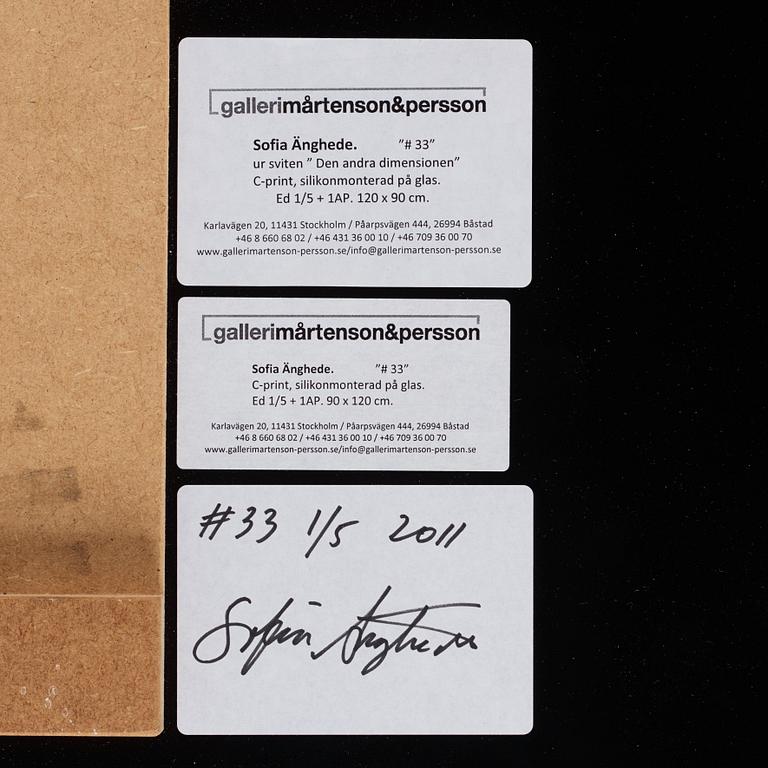 gallerimårtenson&persson
Sofia Änghede. ”# 33”
ur sviten ” Den andra dimensionen”
C-print, silikonmonterad på glas.
Ed 1/5 + 1AP. 120 x 90 cm.
Karlavägen 20, 11431 Stockholm / Påarpsvägen 444, 26994 Båstad
+46 8 660 68 02 / +46 431 36 00 10 / +46 709 36 00 70
www.gallerimartenson-persson.se/info@gallerimartenson-persson.se
gallerimårtenson&persson
Sofia Änghede. ”# 33”
C-print, silikonmonterad på glas.
Ed 1/5 + 1AP. 90 x 120 cm.
Karlavägen 20, 11431 Stockholm / Påarpsvägen 444, 26994 Båstad
+46 8 660 68 02 / +46 431 36 00 10 / +46 709 36 00 70
www.gallerimartenson-persson.se/info@gallerimartenson-persson.se
#33 1/5 2011
Sofia Änghede